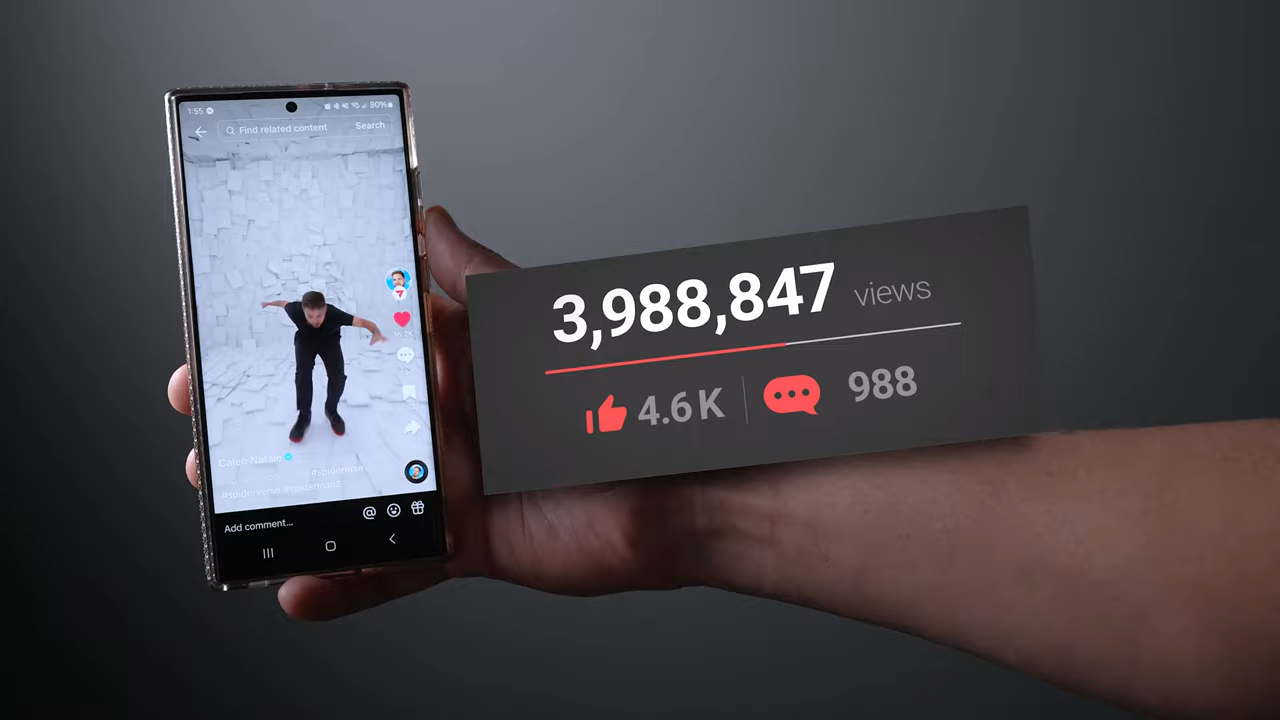 1:55
80%
Find related content
Search
3,988,847 views
4.6 K
988
Caleb Natale
#spiderman
#spiderverse #spiderman2
Add comment...